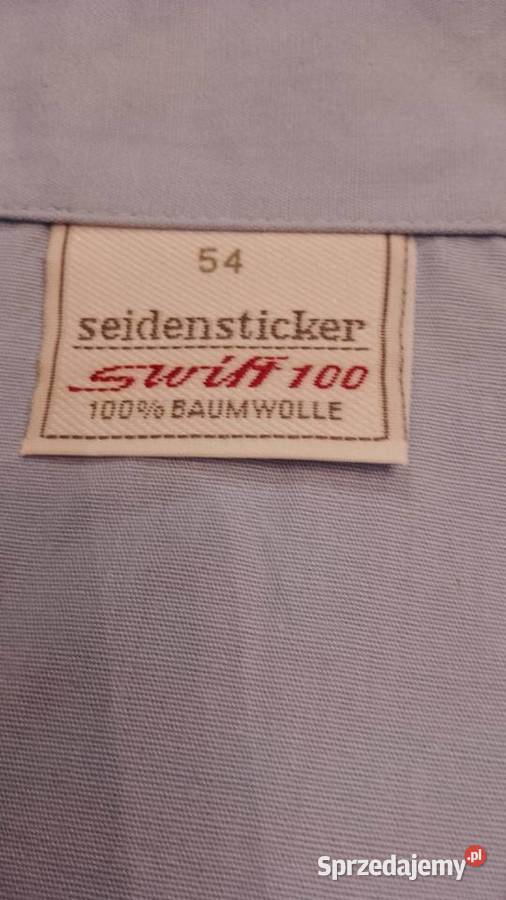 54
seidensticker
swift 100
100% BAUMWOLLE
Sprzedajemy.pl